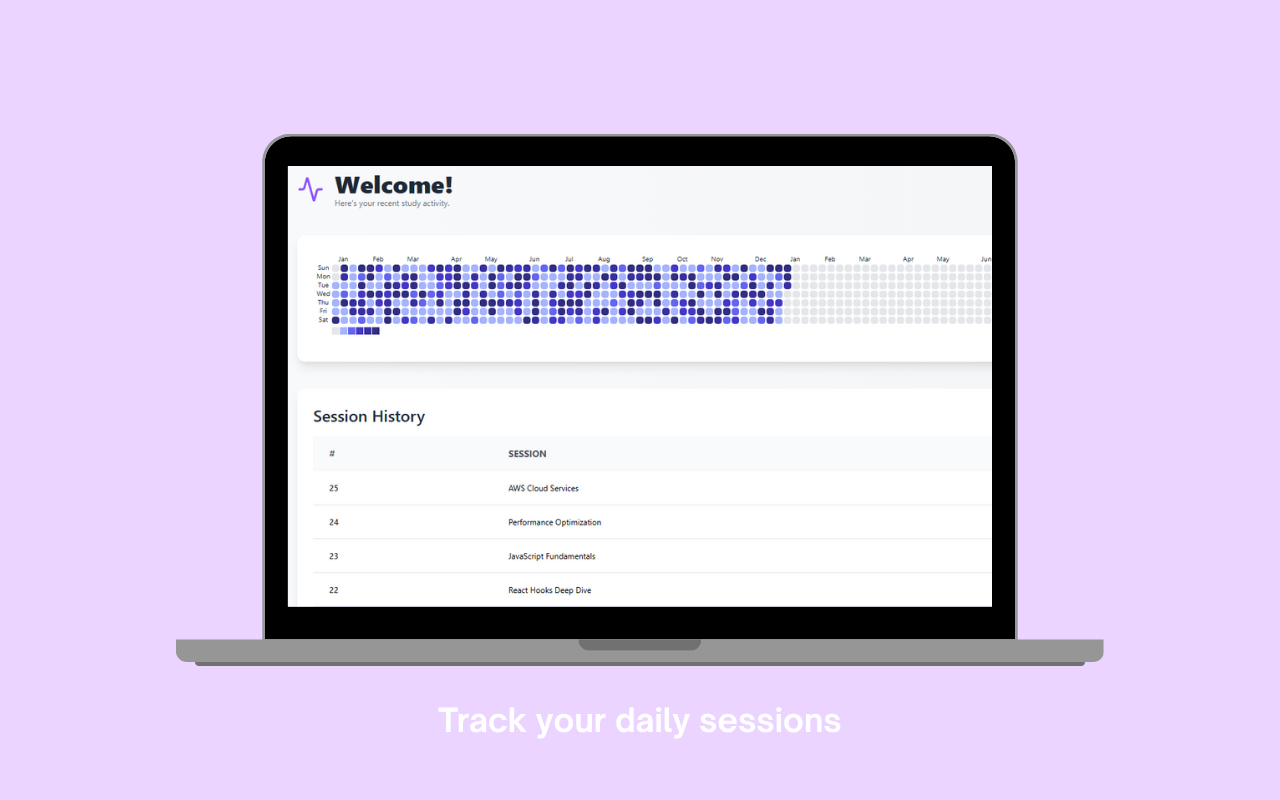 Welcome!
Here's your recent study activity.
Jan Feb Mar Apr May Jun Jul Aug Sep Oct Nov Dec Jan Feb Mar Apr May Jun
Sun
Mon
Tue
Wed
Thu
Fri
Sat
Session History
# SESSION
25 AWS Cloud Services
24 Performance Optimization
23 JavaScript Fundamentals
22 React Hooks Deep Dive
Track your daily sessions